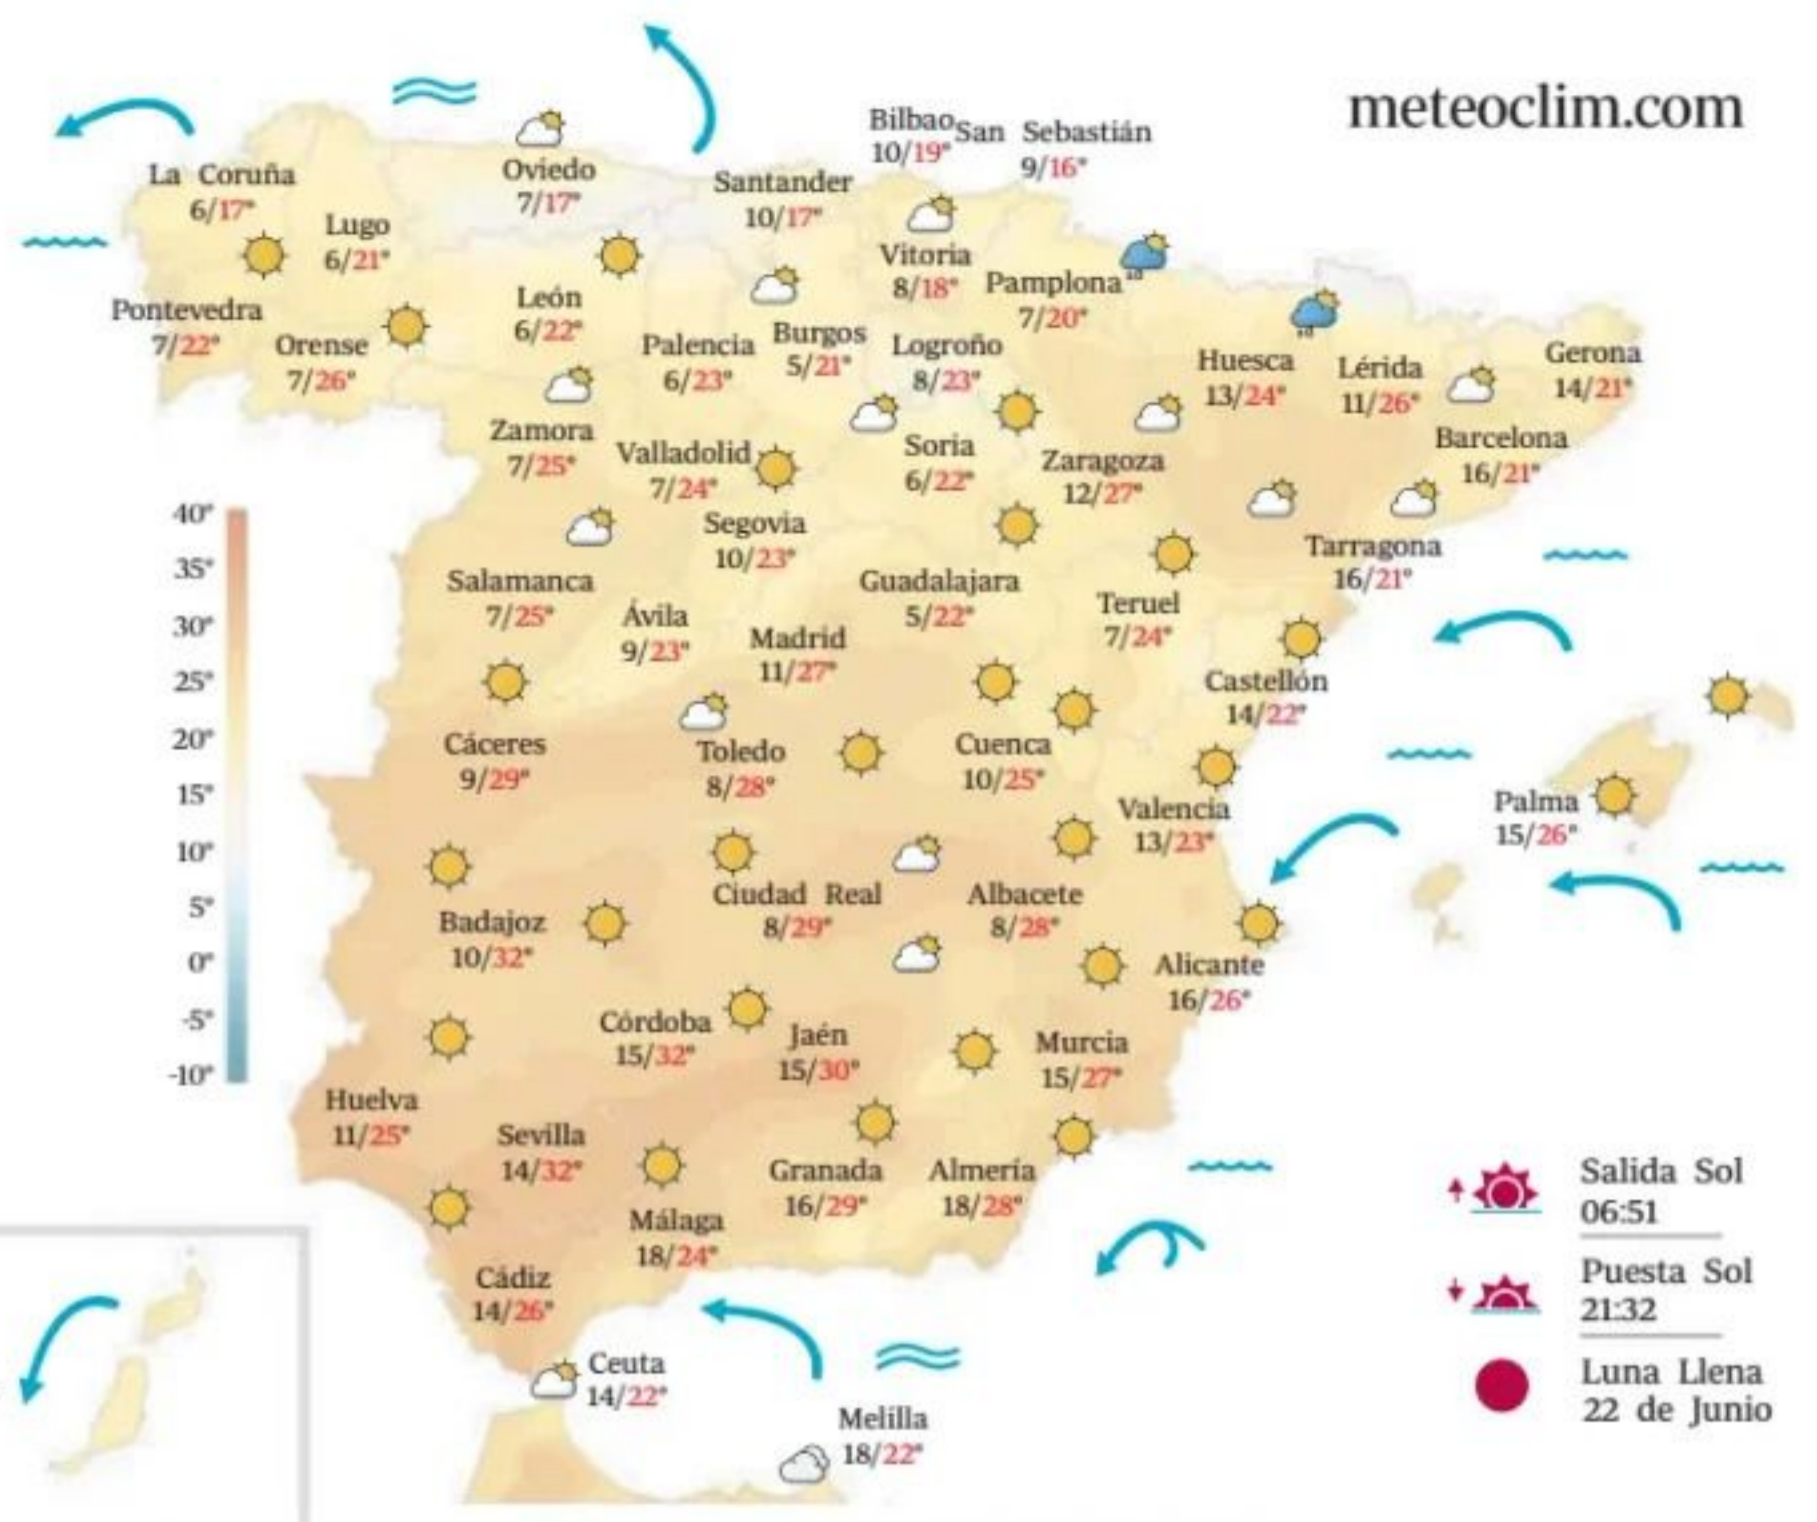 meteoclim.com
Bilbao
10/19°
San Sebastián
9/16°
La Coruña
6/17°
Oviedo
7/17°
Santander
10/17°
Lugo
6/21°
Vitoria
8/18°
Pamplona
7/20°
Pontevedra
7/22°
León
6/22°
Orense
7/26°
Palencia
6/23°
Burgos
5/21°
Logroño
8/23°
Huesca
13/24°
Lérida
11/26°
Gerona
14/21°
Zamora
7/25°
Valladolid
7/24°
Soria
6/22°
Zaragoza
12/27°
Barcelona
16/21°
Segovia
10/23°
Tarragona
16/21°
Salamanca
7/25°
Ávila
9/23°
Madrid
11/27°
Guadalajara
5/22°
Teruel
7/24°
Castellón
14/22°
Cáceres
9/29°
Toledo
8/28°
Cuenca
10/25°
Valencia
13/23°
Palma
15/26°
Badajoz
10/32°
Ciudad Real
8/29°
Albacete
8/28°
Alicante
16/26°
Córdoba
15/32°
Jaén
15/30°
Murcia
15/27°
Huelva
11/25°
Sevilla
14/32°
Granada
16/29°
Almería
18/28°
Málaga
18/24°
Cádiz
14/26°
Ceuta
14/22°
Melilla
18/22°
40°
35°
30°
25°
20°
15°
10°
5°
0°
-5°
-10°
Salida Sol
06:51
Puesta Sol
21:32
Luna Llena
22 de Junio